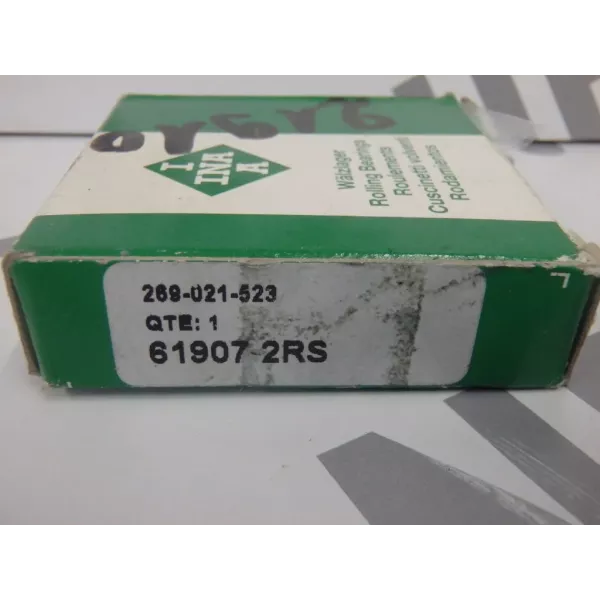 I
INA
A
Wälzlager
Rolling Bearings
Roulements
Cuscinetti volventi
Rodamientos
269-021-523
QTE: 1
61907 2RS